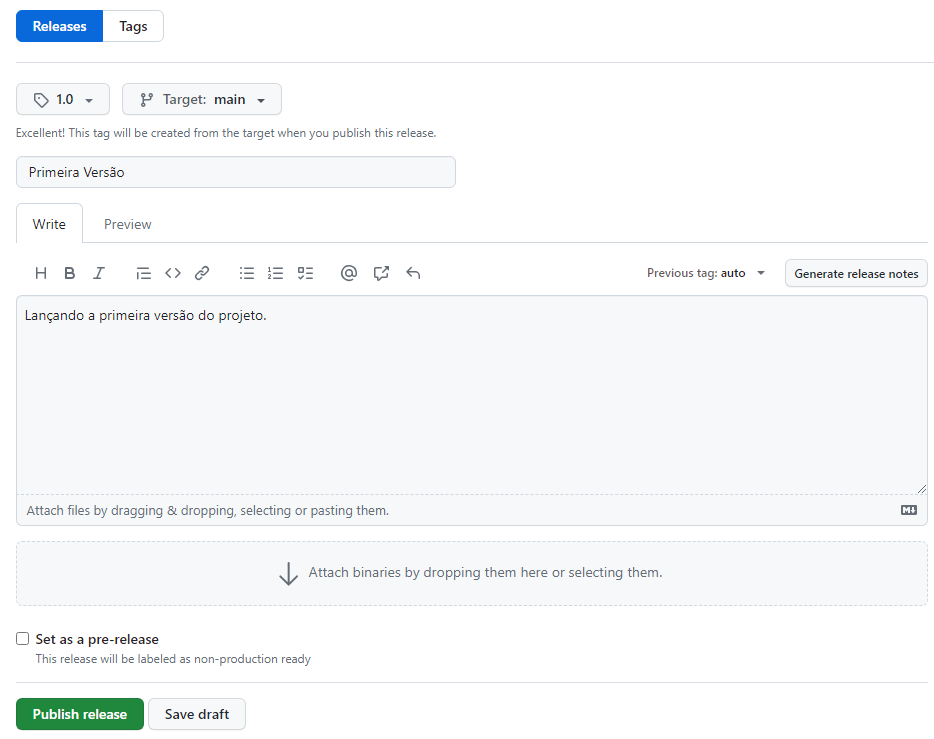 Releases Tags
1.0 Target: main
Excellent! This tag will be created from the target when you publish this release.
Primeira Versão
Write Preview
H B I @ Previous tag: auto Generate release notes
Lançando a primeira versão do projeto.
Attach files by dragging & dropping, selecting or pasting them.
Attach binaries by dropping them here or selecting them.
Set as a pre-release
This release will be labeled as non-production ready
Publish release Save draft